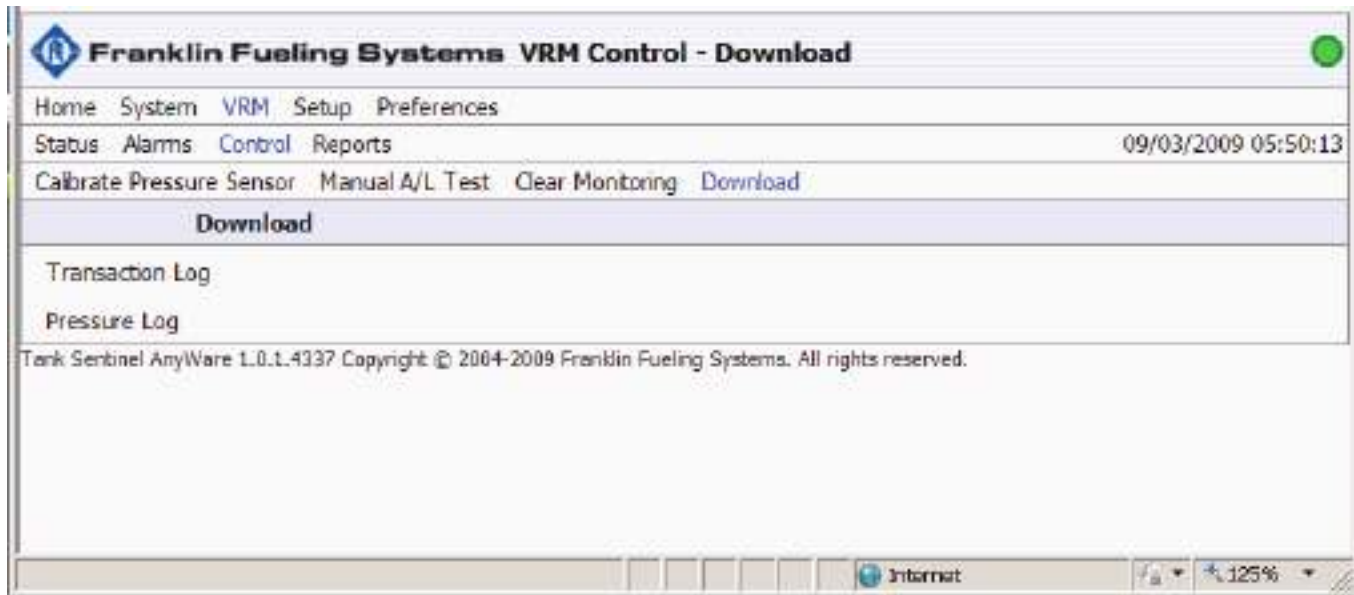 Franklin Fueling Systems VRM Control - Download
Home System VRM Setup Preferences
Status Alarms Control Reports 09/03/2009 05:50:13
Calibrate Pressure Sensor Manual A/L Test Clear Monitoring Download
Download
Transaction Log
Pressure Log
Tank Sentinel AnyWare 1.0.1.4337 Copyright © 2004-2009 Franklin Fueling Systems. All rights reserved.
Internet 125%